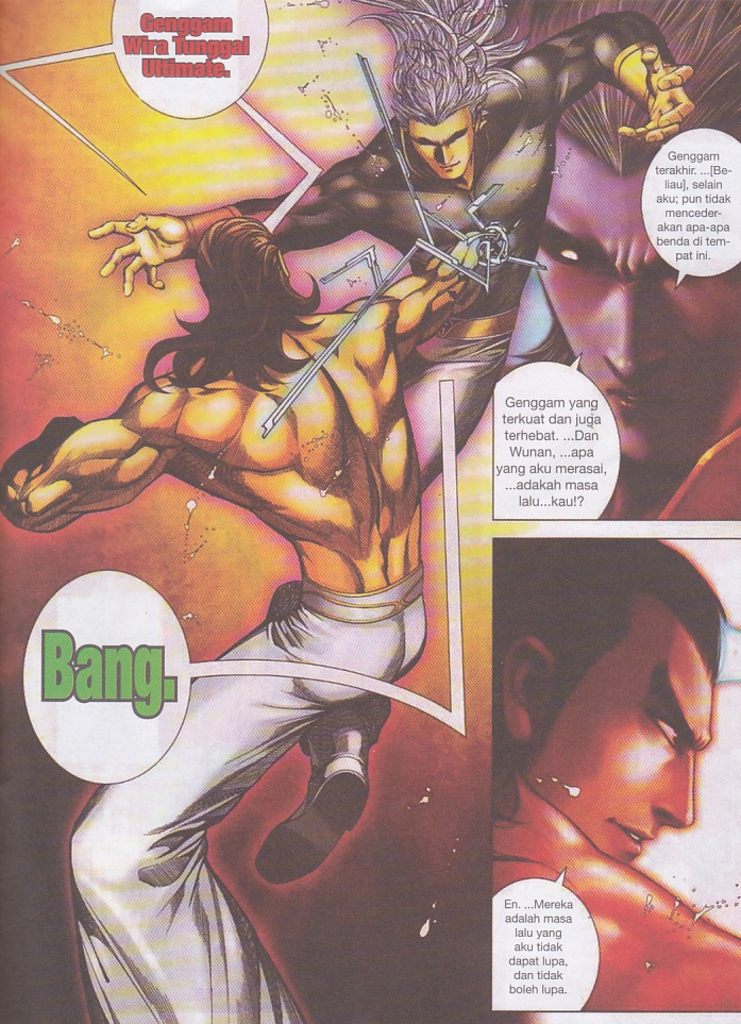 Genggam
Wira Tunggal
Ultimate.
Genggam
terakhir. ...[Be-
liau], selain
aku; pun tidak
menceder-
akan apa-apa
benda di tem-
pat ini.
Genggam yang
terkuat dan juga
terhebat. ...Dan
Wunan, ...apa
yang aku merasai,
...adakah masa
lalu...kau!?
Bang.
En. ...Mereka
adalah masa
lalu yang
aku tidak
dapat lupa,
dan tidak
boleh lupa.